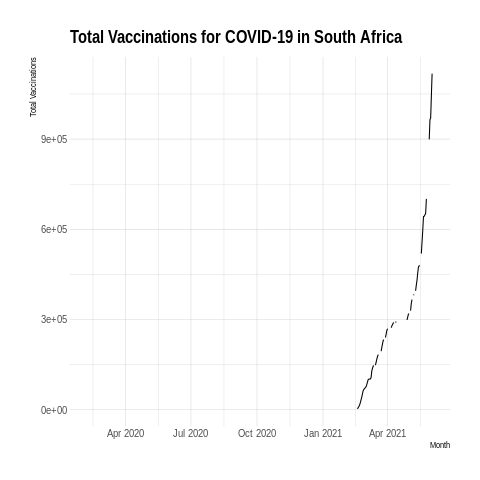 Total Vaccinations for COVID-19 in South Africa
Total Vaccinations
9e+05
6e+05
3e+05
0e+00
Apr 2020
Jul 2020
Oct 2020
Jan 2021
Apr 2021
Month